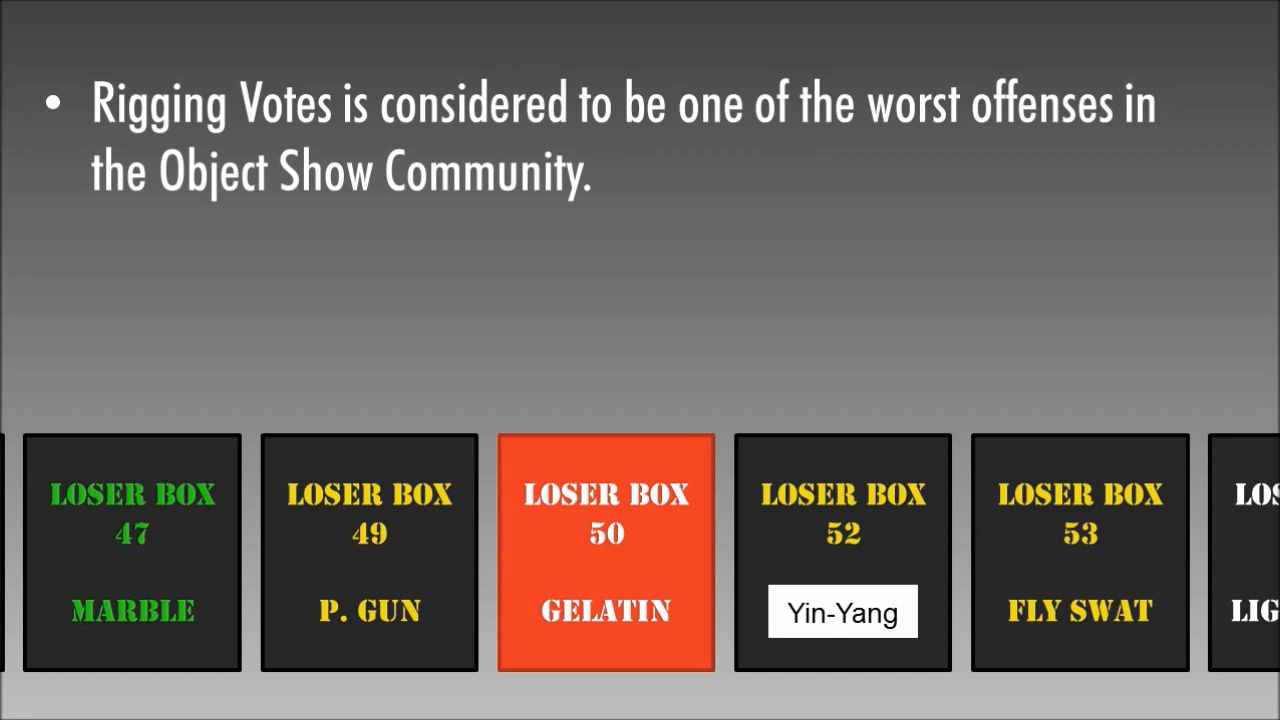 • Rigging Votes is considered to be one of the worst offenses in
the Object Show Community.
LOSER BOX
47
MARBLE
LOSER BOX
49
P. GUN
LOSER BOX
50
GELATIN
LOSER BOX
52
Yin-Yang
LOSER BOX
53
FLY SWAT